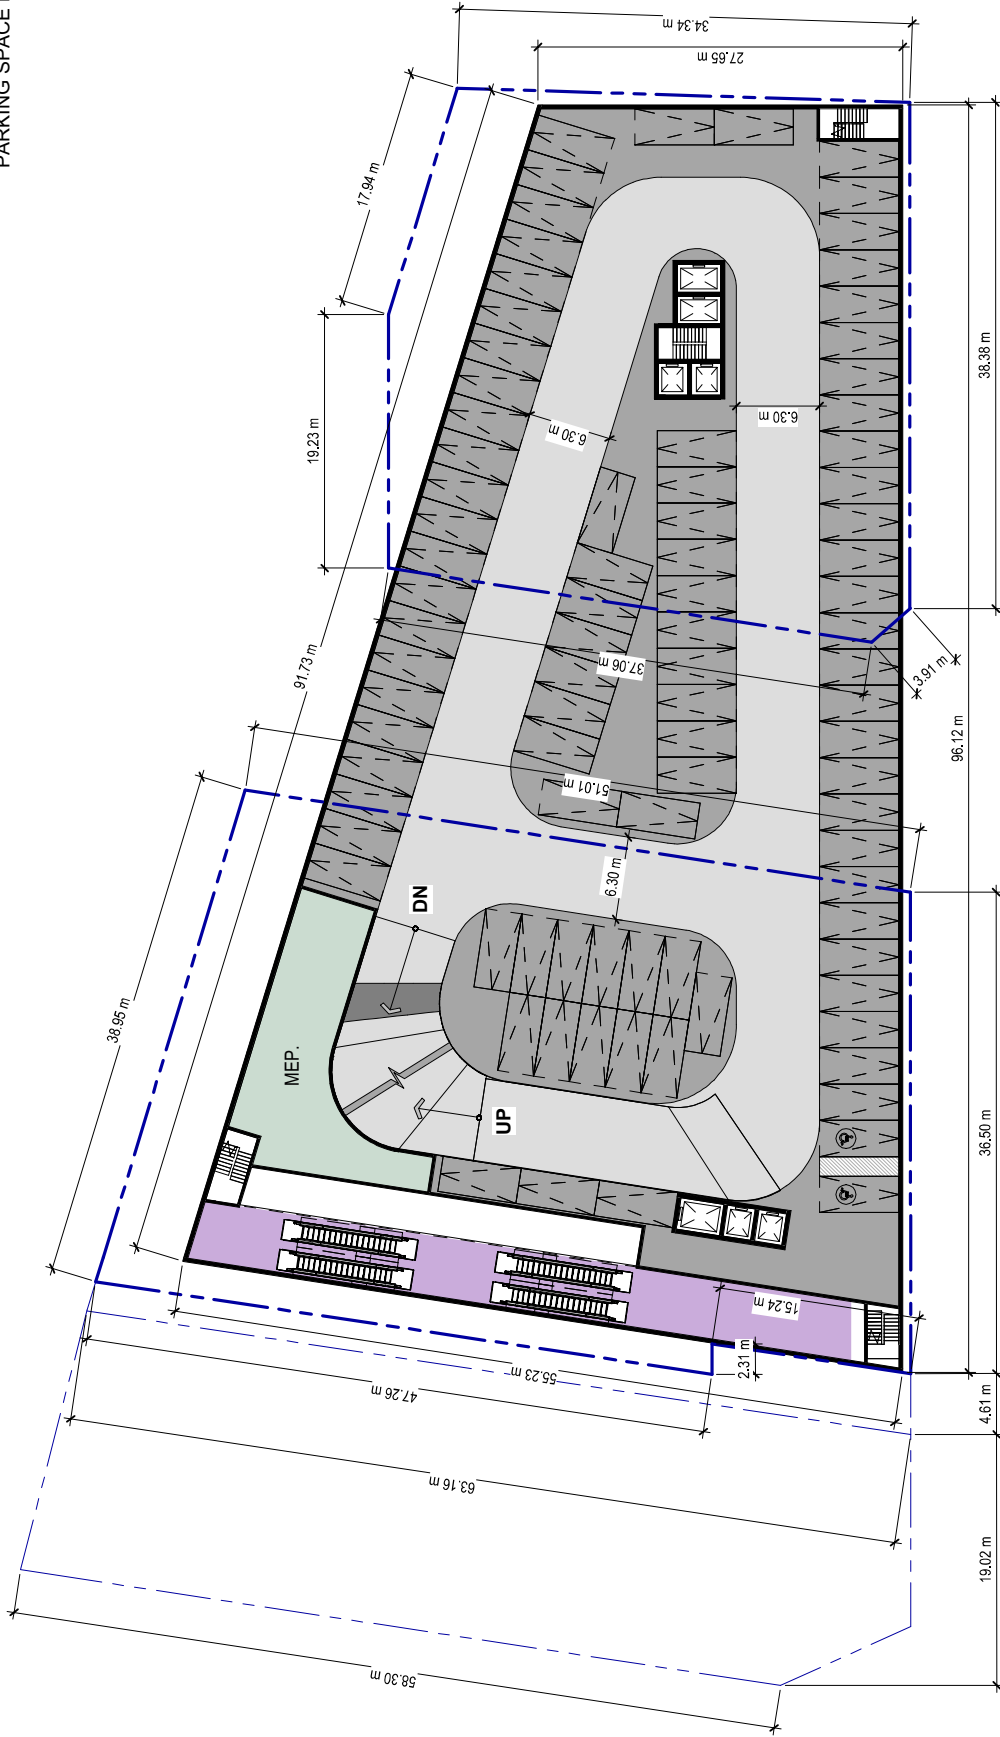 PARKING SPACE
34.34 m
27.65 m
17.94 m
19.23 m
38.38 m
6.30 m
6.30 m
91.73 m
37.06 m
3.91 m
96.12 m
51.01 m
6.30 m
DN
38.95 m
MEP.
UP
36.50 m
15.24 m
2.31 m
55.23 m
47.26 m
4.61 m
63.16 m
19.02 m
58.30 m